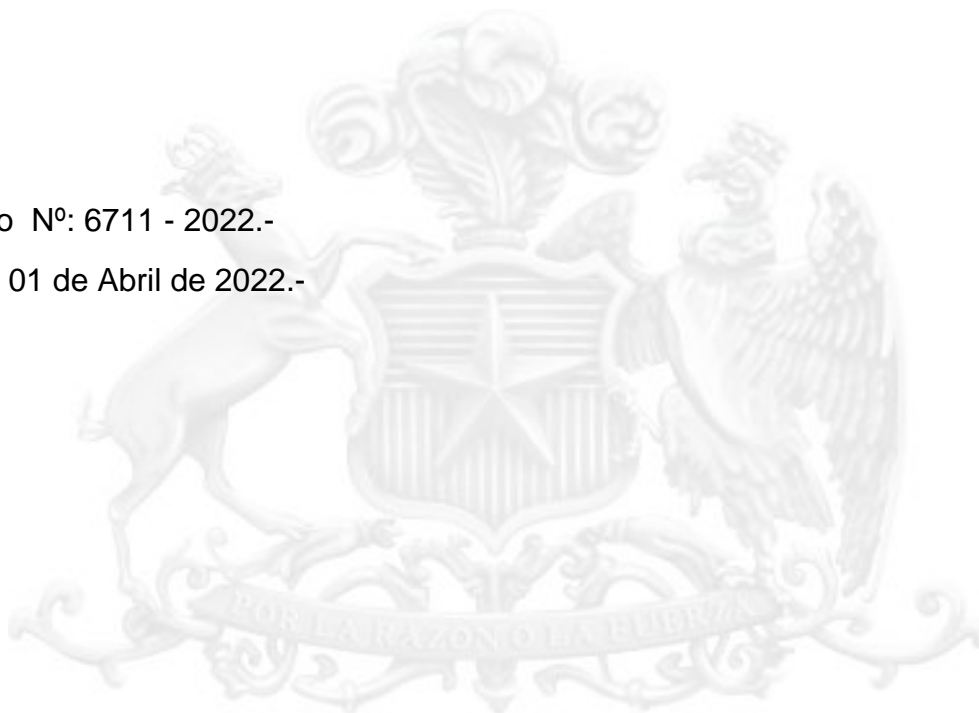 o Nº: 6711 - 2022.-
01 de Abril de 2022.-
POR LA RAZON O LA FUERZA